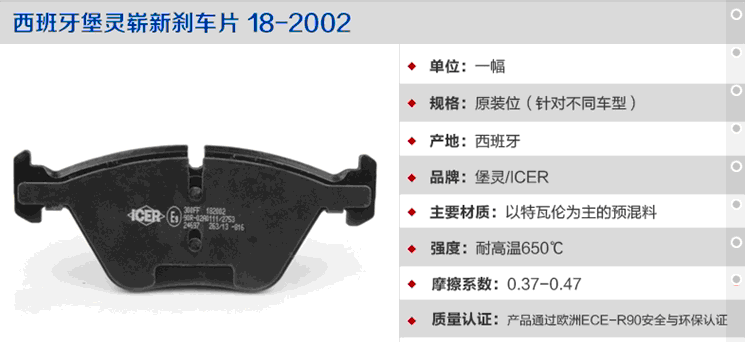 西班牙堡灵崭新刹车片 18-2002
单位：一幅
规格：原装位（针对不同车型）
产地：西班牙
品牌：堡灵/ICER
主要材质：以特瓦伦为主的预混料
强度：耐高温650℃
摩擦系数：0.37-0.47
质量认证：产品通过欧洲ECE-R90安全与环保认证
ICER
300FF 182002
90R-02A0111/2753
24697 263/13 -016